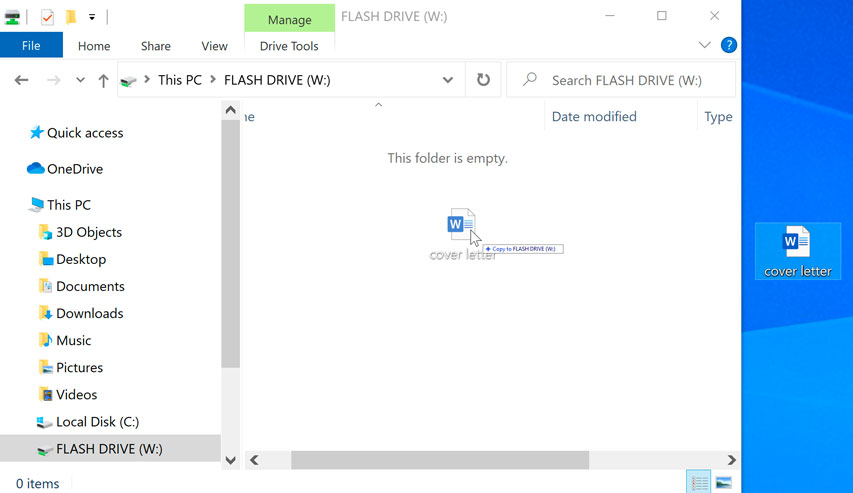 Manage
FLASH DRIVE (W:)
File
Home
Share
View
Drive Tools
?
This PC
FLASH DRIVE (W:)
Search FLASH DRIVE (W:)
Quick access
OneDrive
This PC
3D Objects
Desktop
Documents
Downloads
Music
Pictures
Videos
Local Disk (C:)
FLASH DRIVE (W:)
ne
Date modified
Type
This folder is empty.
W
cover letter
Copy to FLASH DRIVE (W:)
W
cover letter
0 items